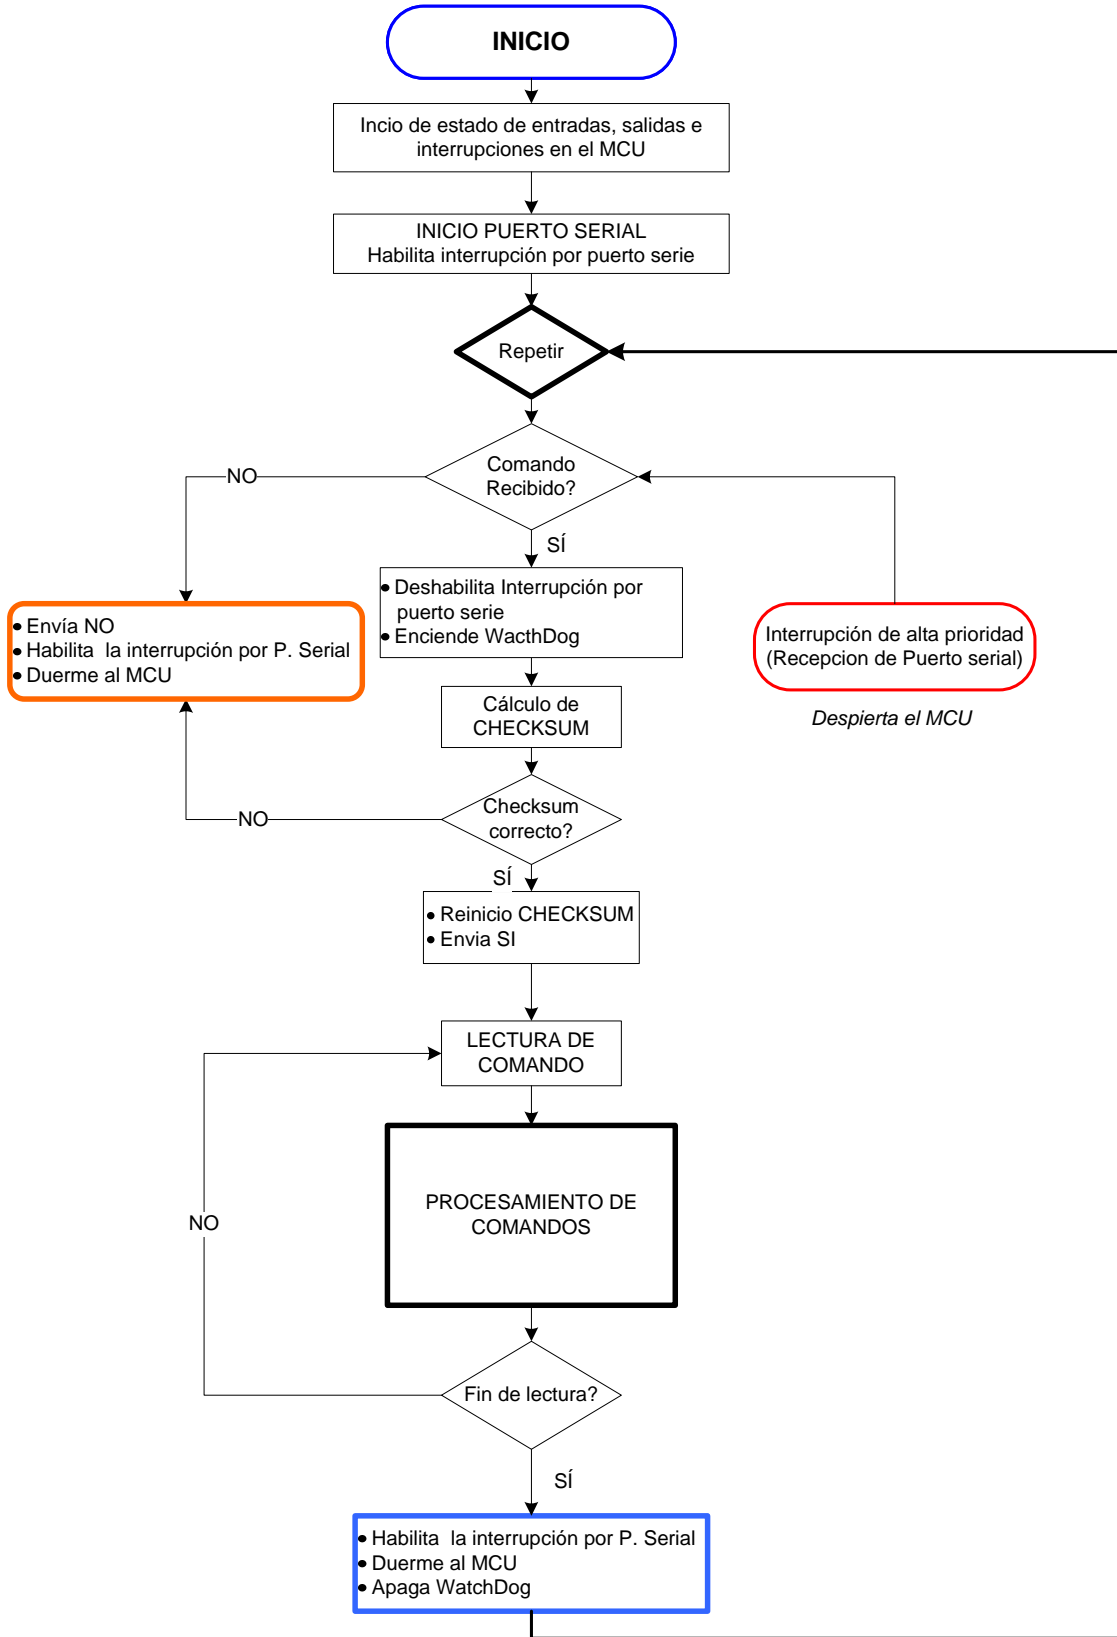 INICIO
Incio de estado de entradas, salidas e
interrupciones en el MCU
INICIO PUERTO SERIAL
Habilita interrupción por puerto serie
Repetir
Comando
Recibido?
NO
SÍ
• Deshabilita Interrupción por
puerto serie
• Enciende WacthDog
• Envía NO
• Habilita la interrupción por P. Serial
• Duerme al MCU
Interrupción de alta prioridad
(Recepcion de Puerto serial)
Despierta el MCU
Cálculo de
CHECKSUM
Checksum
correcto?
NO
SÍ
• Reinicio CHECKSUM
• Envia SI
LECTURA DE
COMANDO
PROCESAMIENTO DE
COMANDOS
NO
Fin de lectura?
SÍ
• Habilita la interrupción por P. Serial
• Duerme al MCU
• Apaga WatchDog